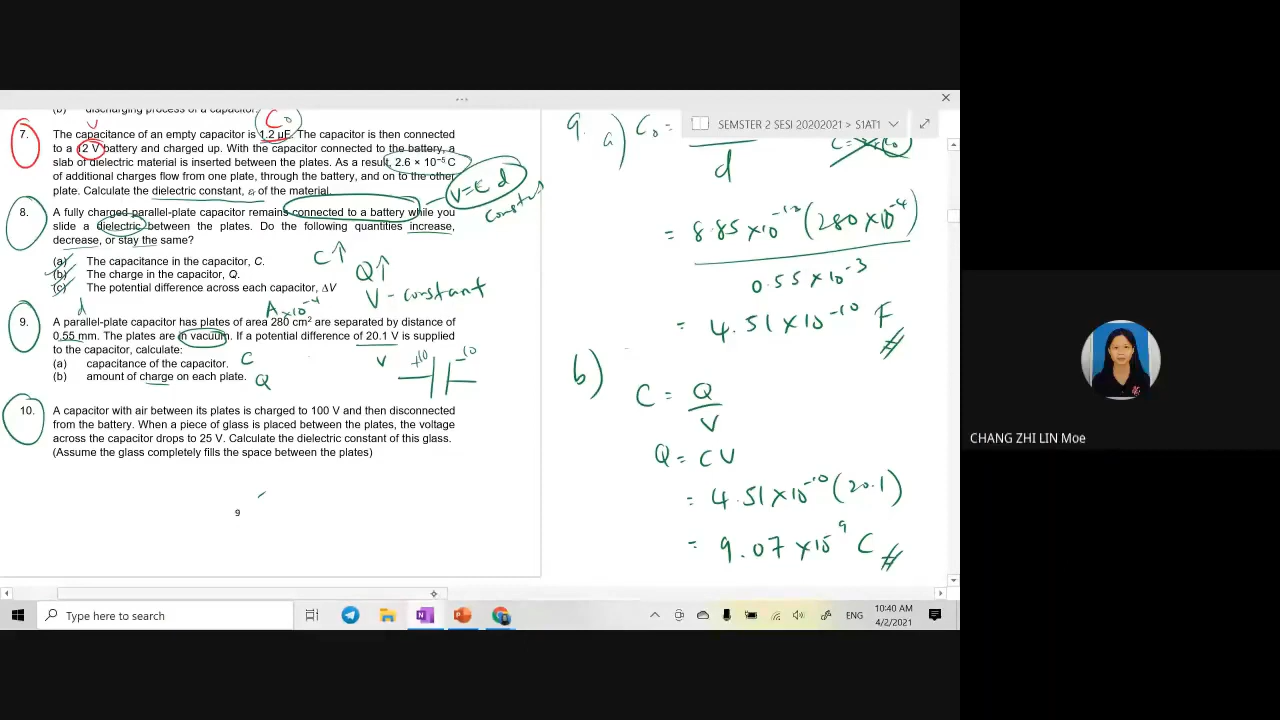 (b) discharging process of a capacitor.
C₀
V
7. The capacitance of an empty capacitor is 1.2 µF. The capacitor is then connected
to a 12 V battery and charged up. With the capacitor connected to the battery, a
slab of dielectric material is inserted between the plates. As a result, 2.6 × 10⁻⁵ C
of additional charges flow from one plate, through the battery, and on to the other
plate. Calculate the dielectric constant, εr of the material.
V = E d
constant
8. A fully charged parallel-plate capacitor remains connected to a battery while you
slide a dielectric between the plates. Do the following quantities increase,
decrease, or stay the same?
(a) The capacitance in the capacitor, C.
(b) The charge in the capacitor, Q.
(c) The potential difference across each capacitor, ΔV
C ↑
Q ↑
V - constant
d
A ×10⁻⁴
9. A parallel-plate capacitor has plates of area 280 cm² are separated by distance of
0.55 mm. The plates are in vacuum. If a potential difference of 20.1 V is supplied
to the capacitor, calculate:
(a) capacitance of the capacitor. C
(b) amount of charge on each plate. Q
V
+10 -10
10. A capacitor with air between its plates is charged to 100 V and then disconnected
from the battery. When a piece of glass is placed between the plates, the voltage
across the capacitor drops to 25 V. Calculate the dielectric constant of this glass.
(Assume the glass completely fills the space between the plates)
9
SEMSTER 2 SESI 20202021 > S1AT1
9. a) C₀ =
d
= 8.85 ×10⁻¹² (280 ×10⁻⁴)
0.55 ×10⁻³
= 4.51 ×10⁻¹⁰ F
b) C = Q
V
Q = CV
= 4.51 ×10⁻¹⁰ (20.1)
= 9.07 ×10⁻⁹ C
CHANG ZHI LIN Moe
Type here to search
ENG
10:40 AM
4/2/2021